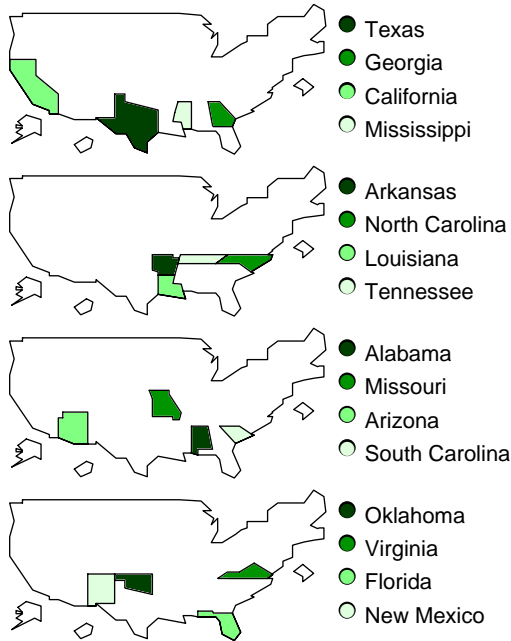 Texas
Georgia
California
Mississippi
Arkansas
North Carolina
Louisiana
Tennessee
Alabama
Missouri
Arizona
South Carolina
Oklahoma
Virginia
Florida
New Mexico